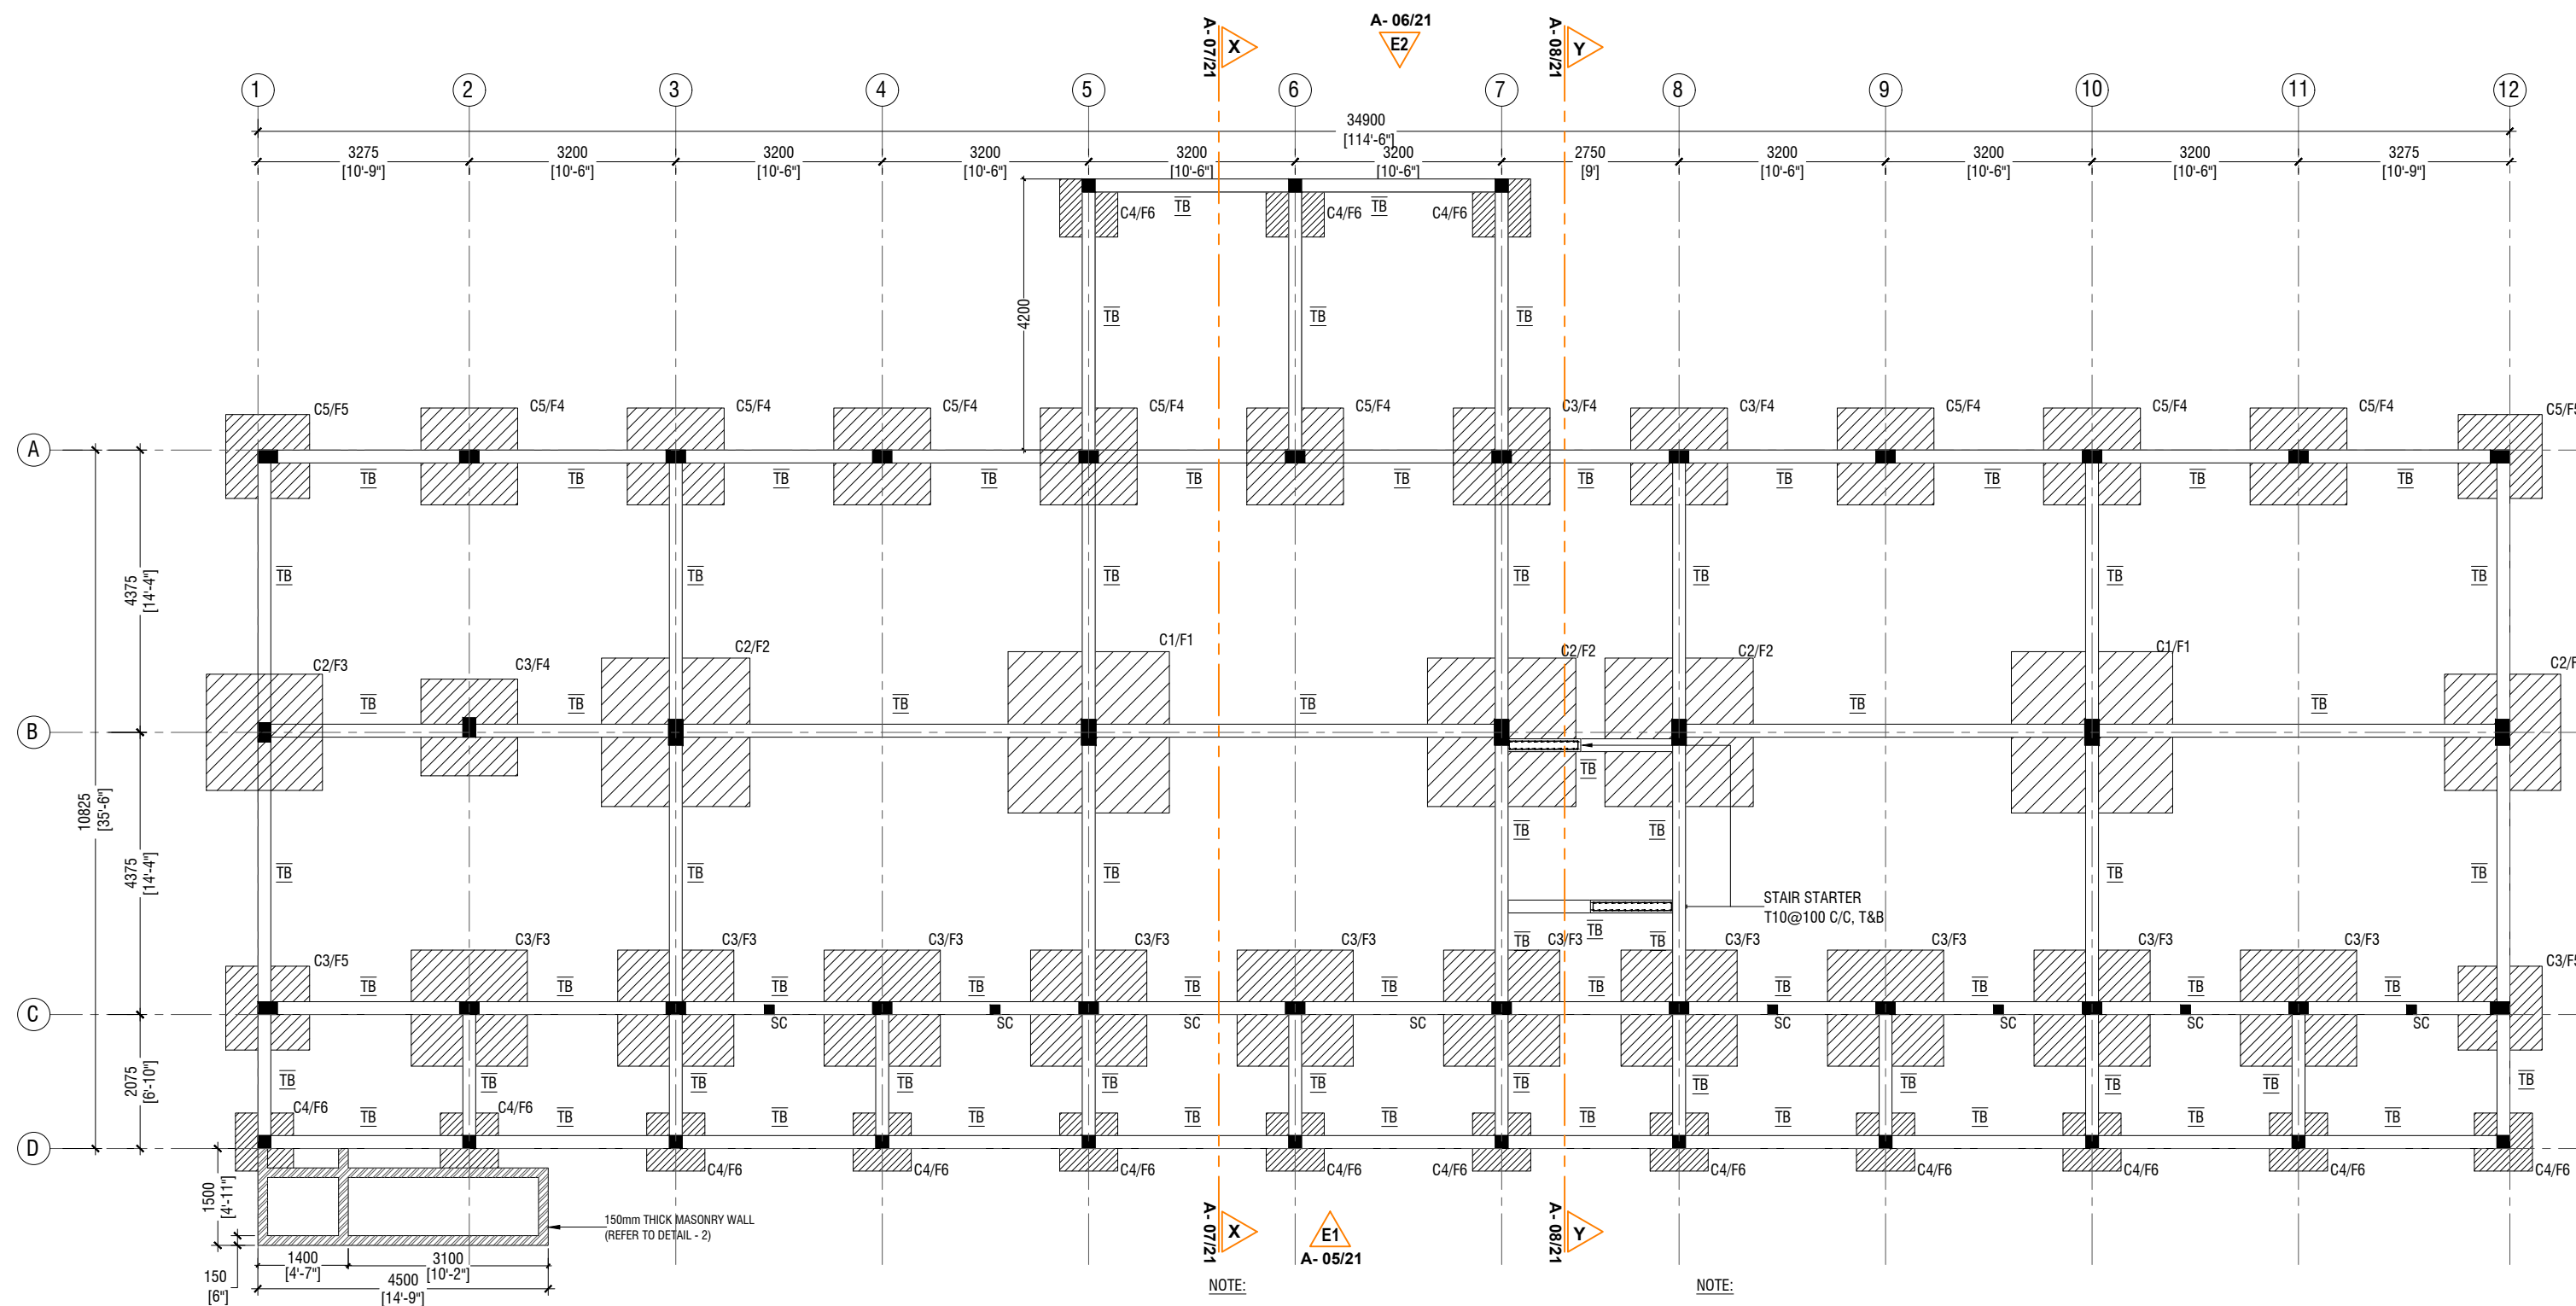 A- 06/21
A- 07/21
X
E2
A- 08/21
Y
1 2 3 4 5 6 7 8 9 10 11 12
34900
[114'-6"]
3275 3200 3200 3200 3200 3200 2750 3200 3200 3200 3275
[10'-9"] [10'-6"] [10'-6"] [10'-6"] [10'-6"] [10'-6"] [9'] [10'-6"] [10'-6"] [10'-6"] [10'-9"]
C4/F6 TB C4/F6 TB C4/F6
4200
TB TB TB
C5/F5 C5/F4 C5/F4 C5/F4 C5/F4 C5/F4 C3/F4 C3/F4 C5/F4 C5/F4 C5/F4 C5/F5
A
TB TB TB TB TB TB TB TB TB TB TB
4375
[14'-4"]
TB TB TB TB TB TB TB
C2/F3 C3/F4 C2/F2 C1/F1 C2/F2 C2/F2 C1/F1 C2/F
TB TB TB TB TB TB
B
TB
10825
[35'-6"]
TB TB
4375
[14'-4"]
TB TB TB TB TB
STAIR STARTER
T10@100 C/C, T&B
TB
TB TB
C3/F5 C3/F3 C3/F3 C3/F3 C3/F3 C3/F3 C3/F3 C3/F3 C3/F3 C3/F3 C3/F3 C3/F5
TB TB TB TB TB TB TB TB TB TB TB
C
SC SC SC SC SC SC SC SC
2075
[6'-10"]
TB TB TB TB TB TB TB TB TB TB TB TB
C4/F6 C4/F6
TB TB TB TB TB TB TB TB TB TB TB
D
C4/F6 C4/F6 C4/F6 C4/F6 C4/F6 C4/F6 C4/F6 C4/F6 C4/F6 C4/F6
1500
[4'-11"]
150mm THICK MASONRY WALL
(REFER TO DETAIL - 2)
1400 3100
[4'-7"] [10'-2"]
150
[6"]
4500
[14'-9"]
A- 07/21
X
E1
A- 05/21
A- 08/21
Y
NOTE: NOTE: